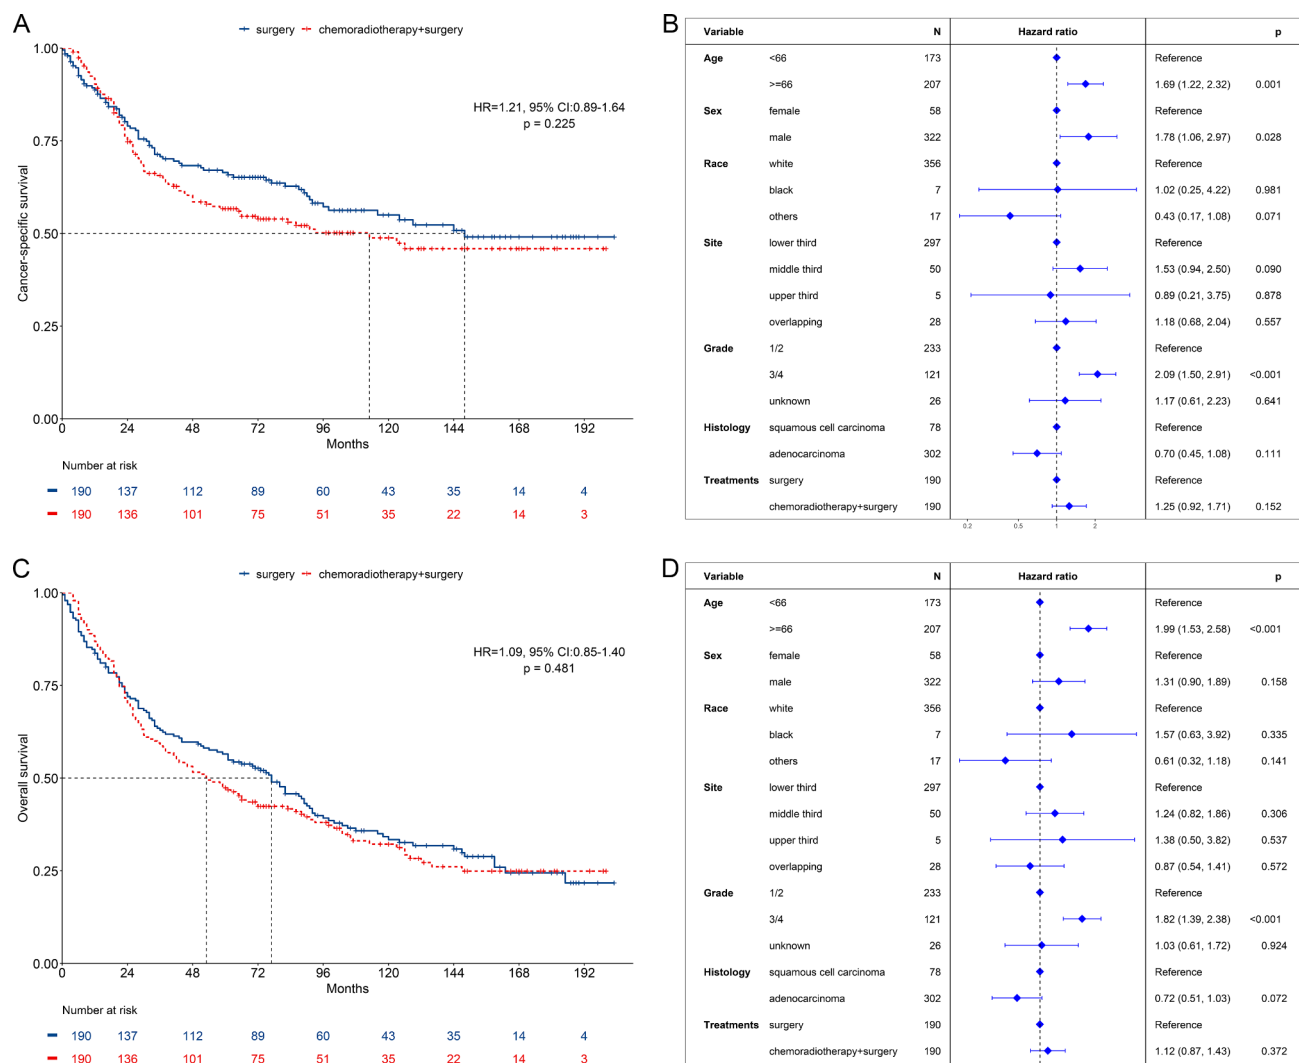 A
surgery chemoradiotherapy+surgery
1.00
HR=1.21, 95% CI:0.89-1.64
p = 0.225
0.75
Cancer-specific survival
0.50
0.25
0.00
0 24 48 72 96 120 144 168 192
Months
Number at risk
190 137 112 89 60 43 35 14 4
190 136 101 75 51 35 22 14 3
B
Variable N Hazard ratio p
Age <66 173 Reference
>=66 207 1.69 (1.22, 2.32) 0.001
Sex female 58 Reference
male 322 1.78 (1.06, 2.97) 0.028
Race white 356 Reference
black 7 1.02 (0.25, 4.22) 0.981
others 17 0.43 (0.17, 1.08) 0.071
Site lower third 297 Reference
middle third 50 1.53 (0.94, 2.50) 0.090
upper third 5 0.89 (0.21, 3.75) 0.878
overlapping 28 1.18 (0.68, 2.04) 0.557
Grade 1/2 233 Reference
3/4 121 2.09 (1.50, 2.91) <0.001
unknown 26 1.17 (0.61, 2.23) 0.641
Histology squamous cell carcinoma 78 Reference
adenocarcinoma 302 0.70 (0.45, 1.08) 0.111
Treatments surgery 190 Reference
chemoradiotherapy+surgery 190 1.25 (0.92, 1.71) 0.152
0.2 0.5 1 2
C
surgery chemoradiotherapy+surgery
1.00
HR=1.09, 95% CI:0.85-1.40
p = 0.481
0.75
Overall survival
0.50
0.25
0.00
0 24 48 72 96 120 144 168 192
Months
Number at risk
190 137 112 89 60 43 35 14 4
190 136 101 75 51 35 22 14 3
D
Variable N Hazard ratio p
Age <66 173 Reference
>=66 207 1.99 (1.53, 2.58) <0.001
Sex female 58 Reference
male 322 1.31 (0.90, 1.89) 0.158
Race white 356 Reference
black 7 1.57 (0.63, 3.92) 0.335
others 17 0.61 (0.32, 1.18) 0.141
Site lower third 297 Reference
middle third 50 1.24 (0.82, 1.86) 0.306
upper third 5 1.38 (0.50, 3.82) 0.537
overlapping 28 0.87 (0.54, 1.41) 0.572
Grade 1/2 233 Reference
3/4 121 1.82 (1.39, 2.38) <0.001
unknown 26 1.03 (0.61, 1.72) 0.924
Histology squamous cell carcinoma 78 Reference
adenocarcinoma 302 0.72 (0.51, 1.03) 0.072
Treatments surgery 190 Reference
chemoradiotherapy+surgery 190 1.12 (0.87, 1.43) 0.372